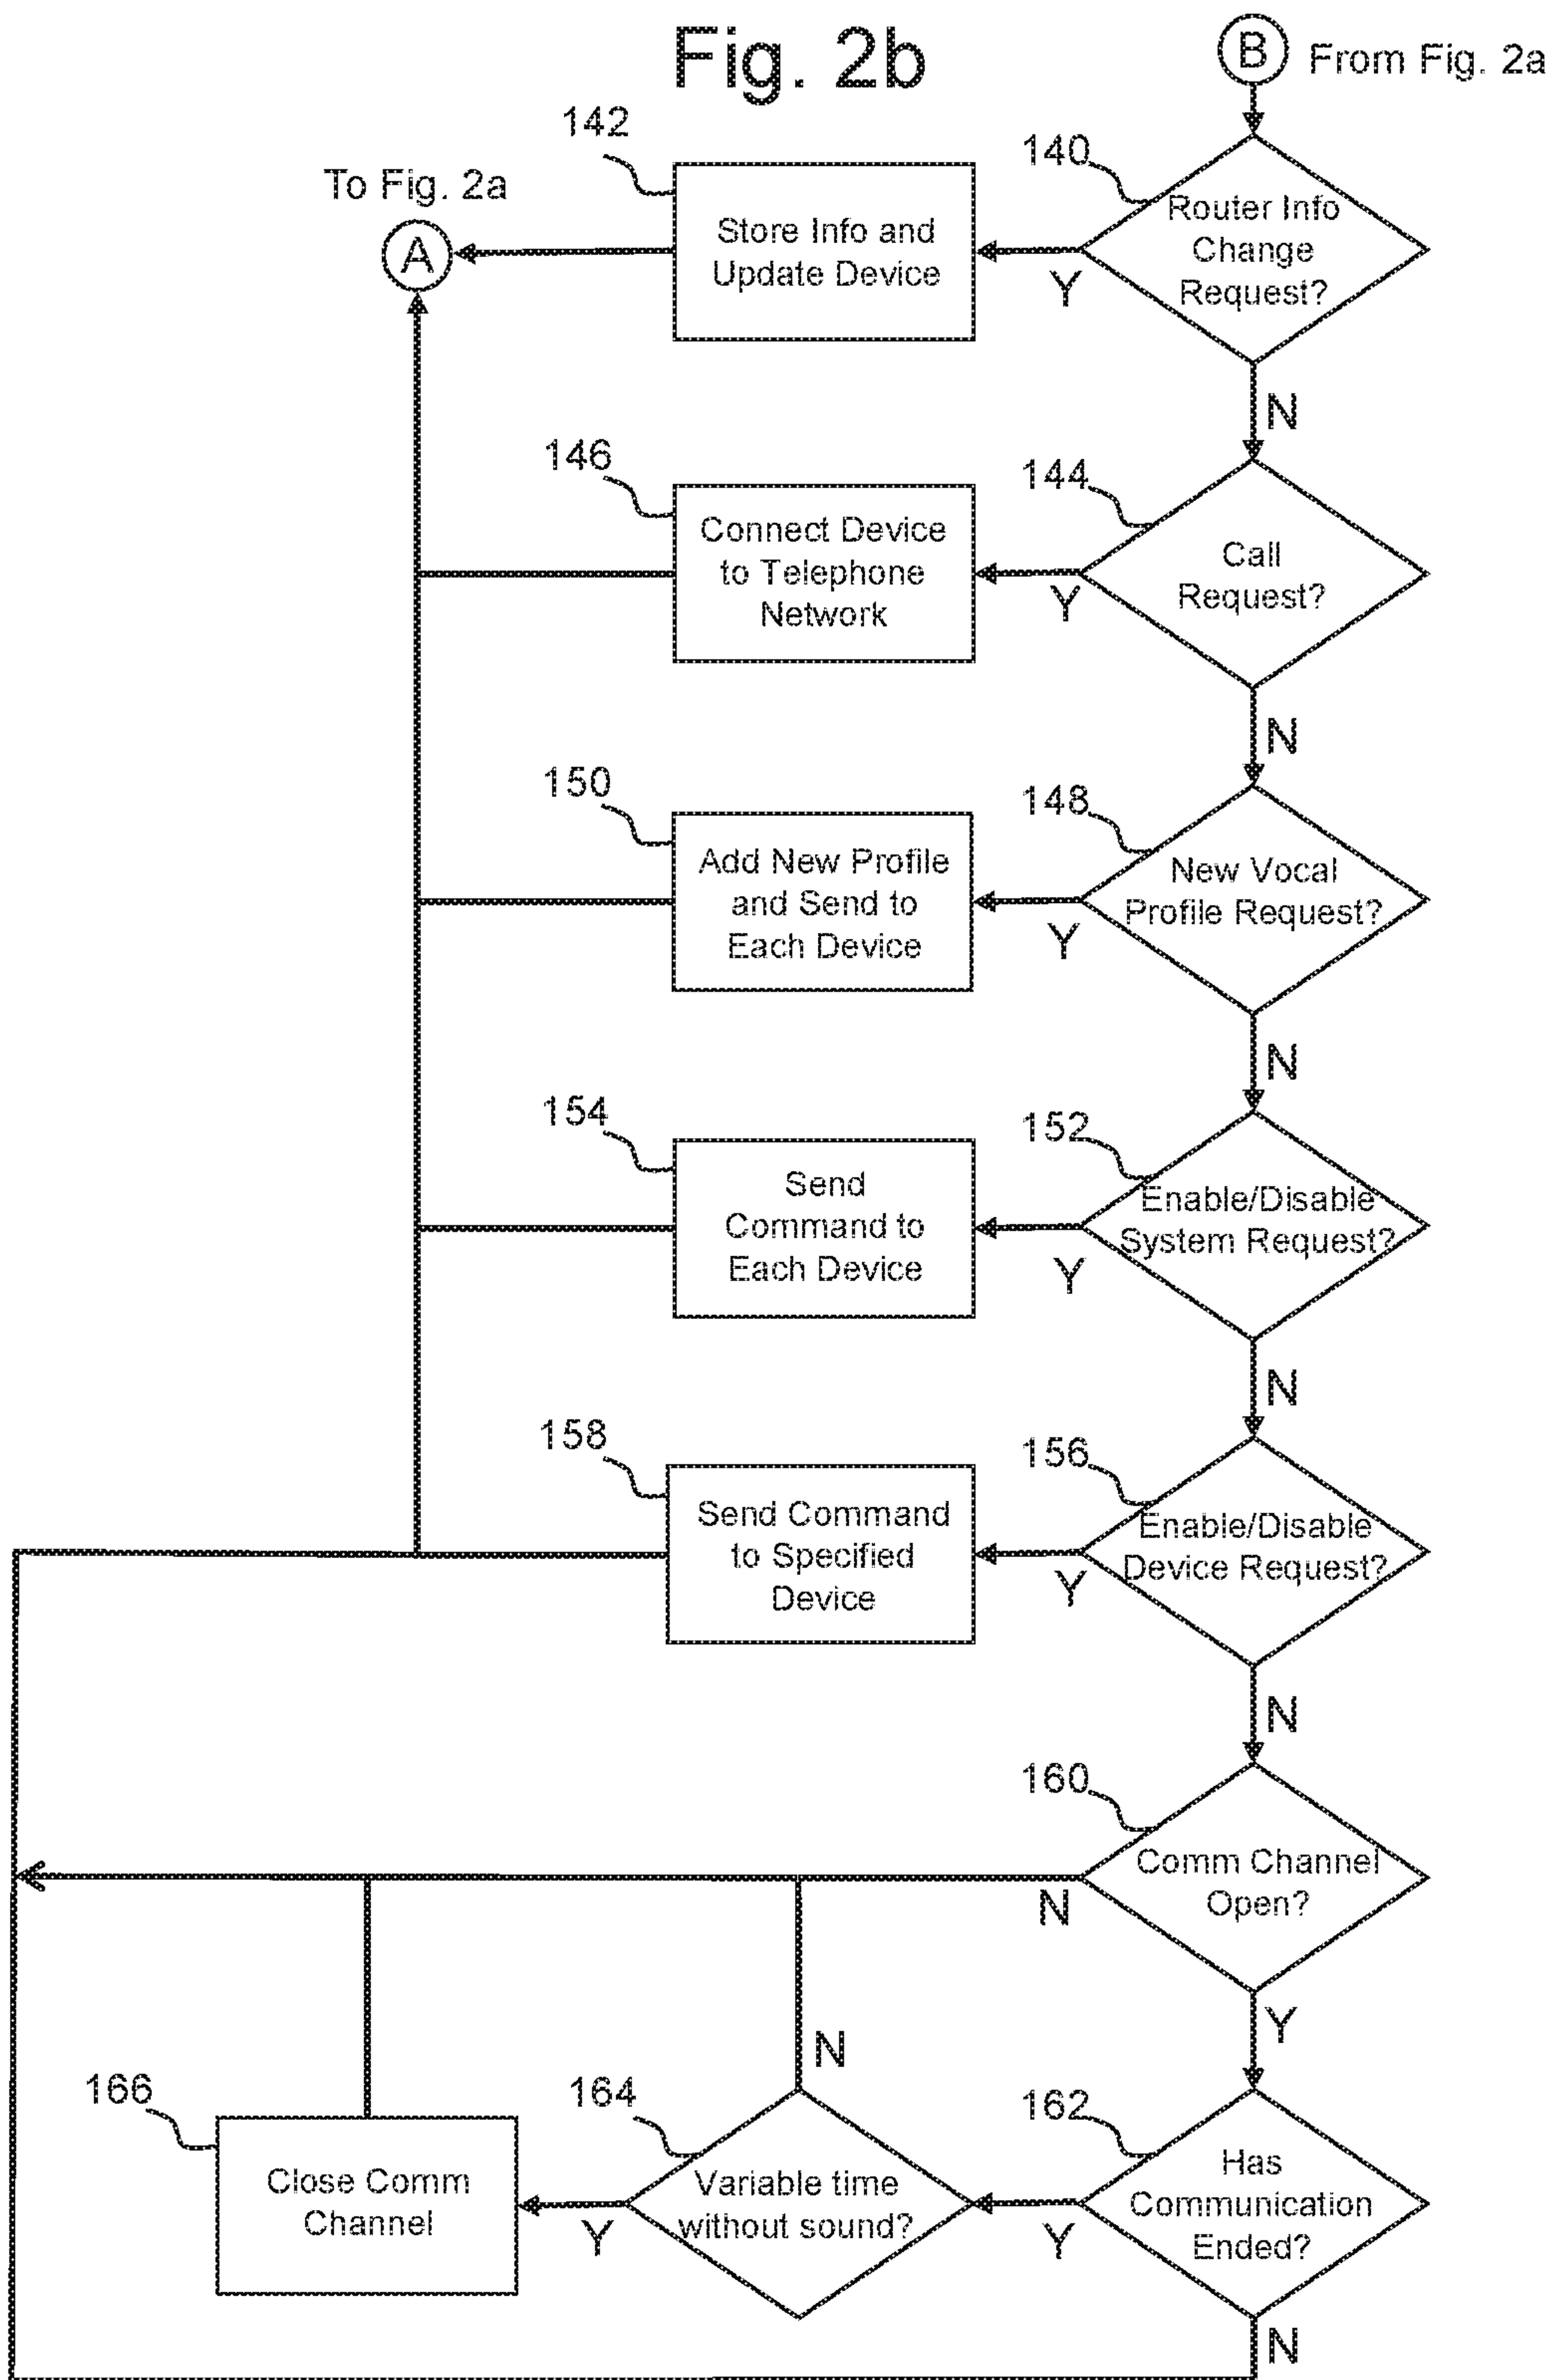 Fig. 2b
B From Fig. 2a
142
140
To Fig. 2a
A
Store Info and
Update Device
Router Info
Change
Request?
Y
N
146
144
Connect Device
to Telephone
Network
Call
Request?
Y
N
150
148
Add New Profile
and Send to
Each Device
New Vocal
Profile Request?
Y
N
154
152
Send
Command to
Each Device
Enable/Disable
System Request?
Y
N
158
156
Send Command
to Specified
Device
Enable/Disable
Device Request?
Y
N
160
Comm Channel
Open?
N
Y
166
164
162
N
Close Comm
Channel
Variable time
without sound?
Has
Communication
Ended?
Y
Y
N